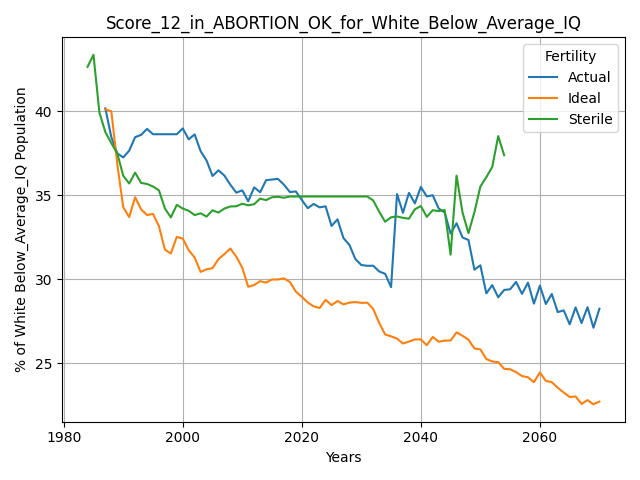 Score_12_in_ABORTION_OK_for_White_Below_Average_IQ
% of White Below_Average_IQ Population
40
35
30
25
Fertility
Actual
Ideal
Sterile
1980
2000
2020
2040
2060
Years